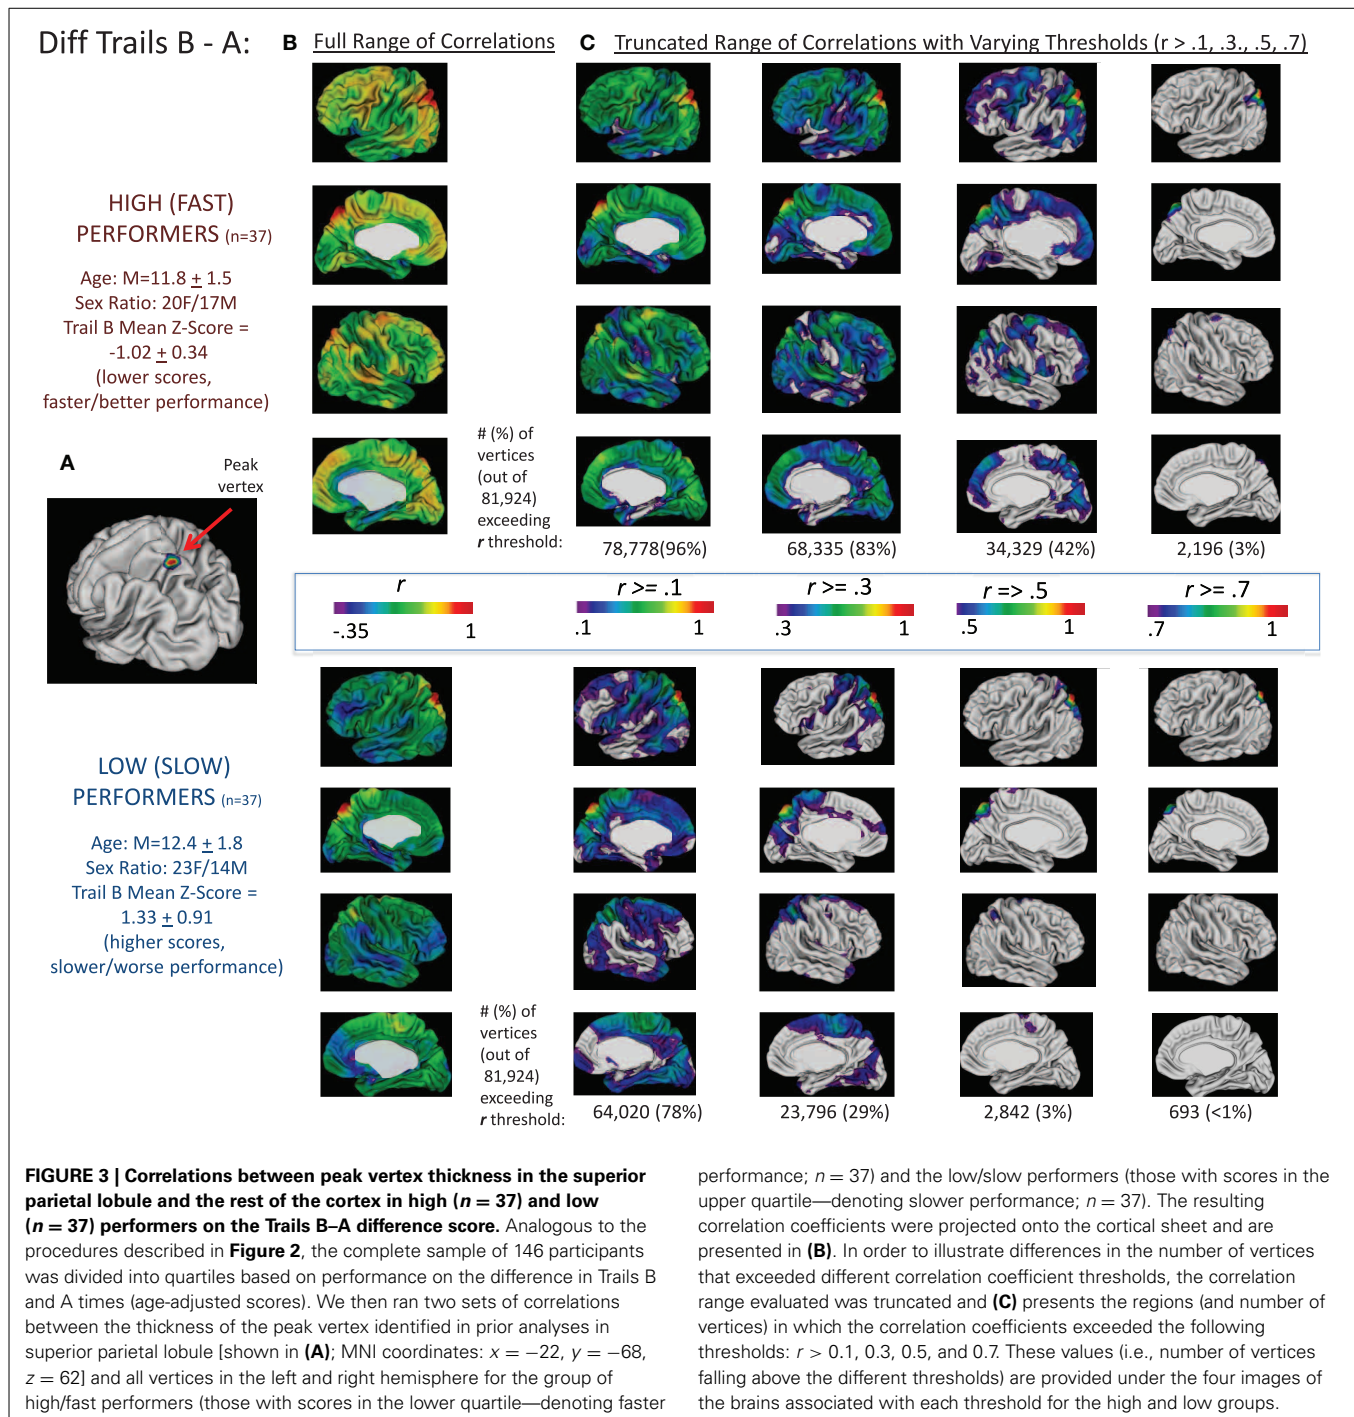 Diff Trails B - A:
B Full Range of Correlations
C Truncated Range of Correlations with Varying Thresholds (r > .1, .3., .5, .7)
HIGH (FAST)
PERFORMERS (n=37)
Age: M=11.8 ± 1.5
Sex Ratio: 20F/17M
Trail B Mean Z-Score =
-1.02 ± 0.34
(lower scores,
faster/better performance)
A
Peak
vertex
# (%) of
vertices
(out of
81,924)
exceeding
r threshold:
78,778(96%) 68,335 (83%) 34,329 (42%) 2,196 (3%)
r r >= .1 r >= .3 r => .5 r >= .7
-.35 1 .1 1 .3 1 .5 1 .7 1
LOW (SLOW)
PERFORMERS (n=37)
Age: M=12.4 ± 1.8
Sex Ratio: 23F/14M
Trail B Mean Z-Score =
1.33 ± 0.91
(higher scores,
slower/worse performance)
# (%) of
vertices
(out of
81,924)
exceeding
r threshold:
64,020 (78%) 23,796 (29%) 2,842 (3%) 693 (<1%)
FIGURE 3 | Correlations between peak vertex thickness in the superior
parietal lobule and the rest of the cortex in high (n = 37) and low
(n = 37) performers on the Trails B–A difference score. Analogous to the
procedures described in Figure 2, the complete sample of 146 participants
was divided into quartiles based on performance on the difference in Trails B
and A times (age-adjusted scores). We then ran two sets of correlations
between the thickness of the peak vertex identified in prior analyses in
superior parietal lobule [shown in (A); MNI coordinates: x = −22, y = −68,
z = 62] and all vertices in the left and right hemisphere for the group of
high/fast performers (those with scores in the lower quartile—denoting faster
performance; n = 37) and the low/slow performers (those with scores in the
upper quartile—denoting slower performance; n = 37). The resulting
correlation coefficients were projected onto the cortical sheet and are
presented in (B). In order to illustrate differences in the number of vertices
that exceeded different correlation coefficient thresholds, the correlation
range evaluated was truncated and (C) presents the regions (and number of
vertices) in which the correlation coefficients exceeded the following
thresholds: r > 0.1, 0.3, 0.5, and 0.7. These values (i.e., number of vertices
falling above the different thresholds) are provided under the four images of
the brains associated with each threshold for the high and low groups.